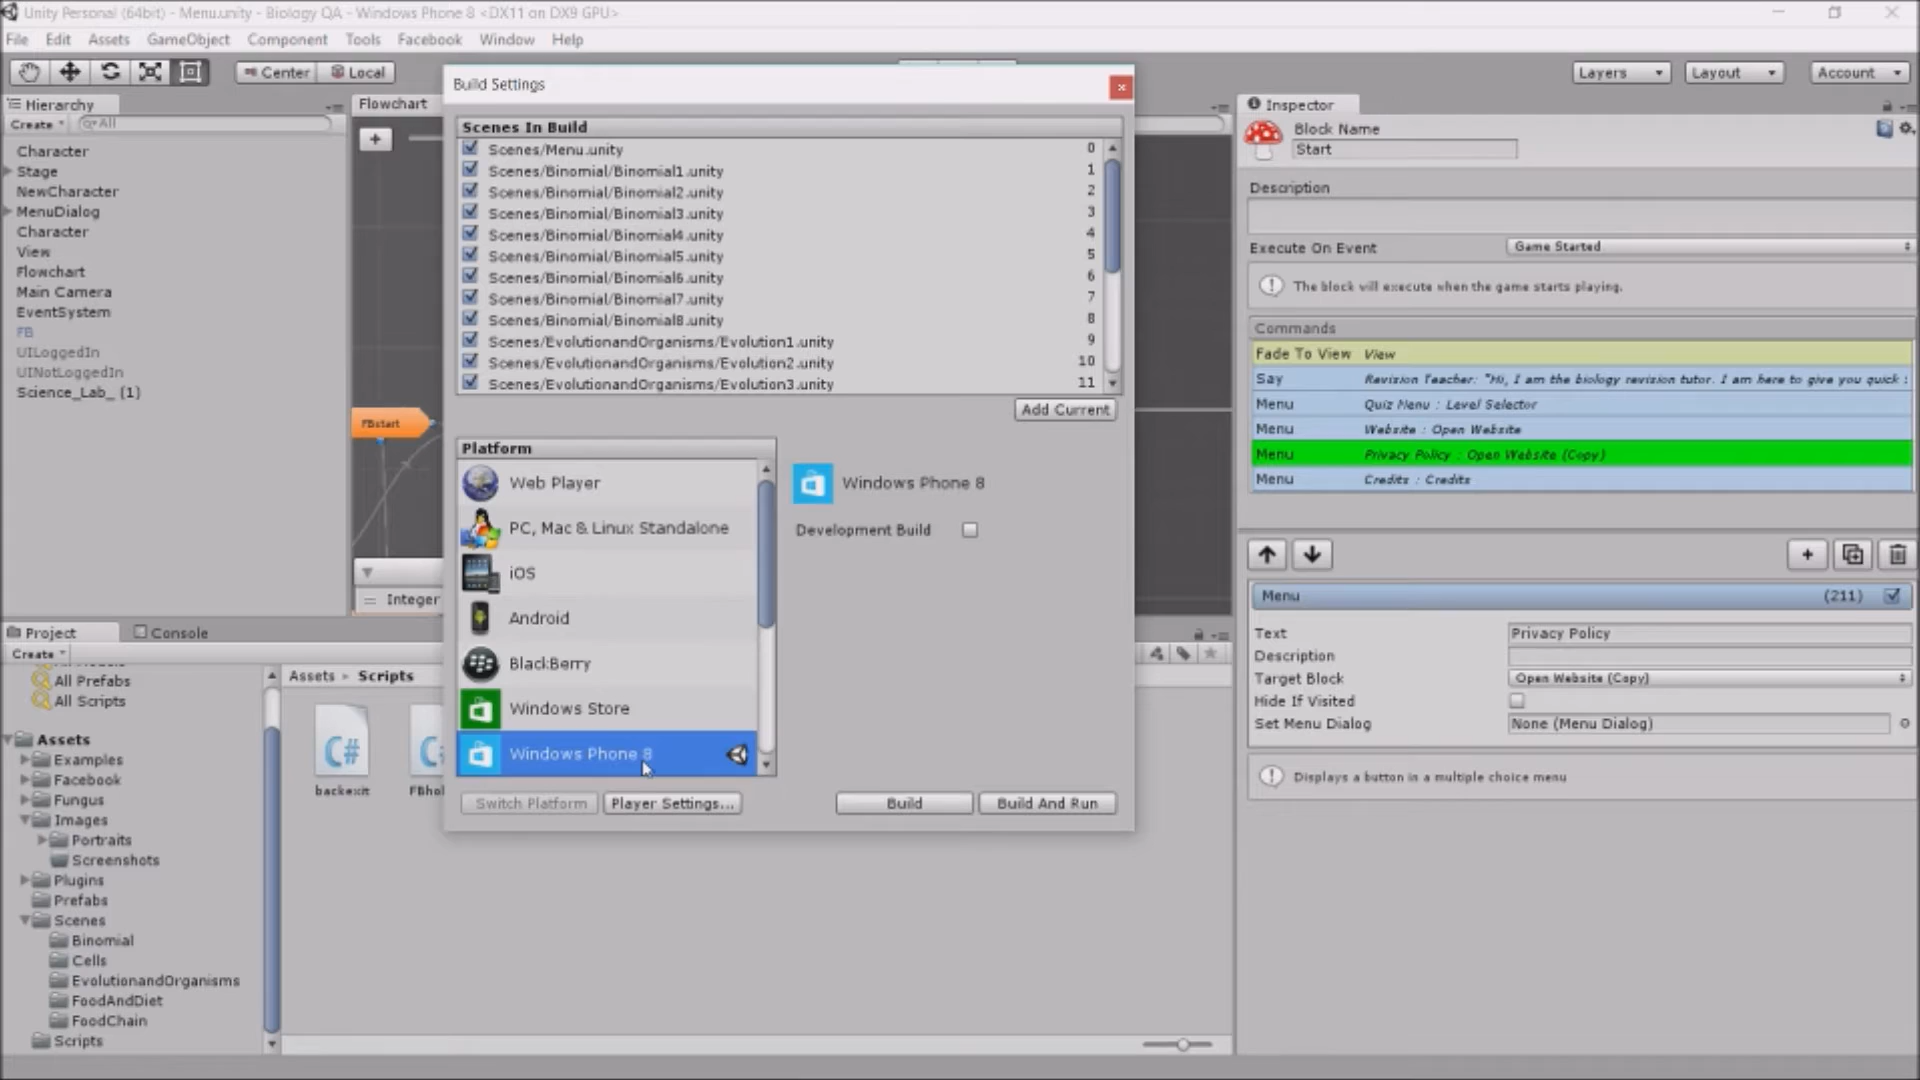 Unity Personal (64bit) - Menu.unity - Biology QA - Windows Phone 8 <DX11 on DX9 GPU>
File Edit Assets GameObject Component Tools Facebook Window Help
Center Local
Layers Layout Account
Hierarchy
Create All
Character
Stage
NewCharacter
MenuDialog
Character
View
Flowchart
Main Camera
EventSystem
FB
UILoggedIn
UINotLoggedIn
Science_Lab_ (1)
Flowchart
+
FBstart
Integer
Build Settings
Scenes In Build
Scenes/Menu.unity 0
Scenes/Binomial/Binomial1.unity 1
Scenes/Binomial/Binomial2.unity 2
Scenes/Binomial/Binomial3.unity 3
Scenes/Binomial/Binomial4.unity 4
Scenes/Binomial/Binomial5.unity 5
Scenes/Binomial/Binomial6.unity 6
Scenes/Binomial/Binomial7.unity 7
Scenes/Binomial/Binomial8.unity 8
Scenes/EvolutionandOrganisms/Evolution1.unity 9
Scenes/EvolutionandOrganisms/Evolution2.unity 10
Scenes/EvolutionandOrganisms/Evolution3.unity 11
Add Current
Platform
Web Player
PC, Mac & Linux Standalone
iOS
Android
BlackBerry
Windows Store
Windows Phone 8
Windows Phone 8
Development Build
Switch Platform Player Settings... Build Build And Run
Inspector
Block Name
Start
Description
Execute On Event Game Started
The block will execute when the game starts playing.
Commands
Fade To View View
Say Revision Teacher: "Hi, I am the biology revision tutor. I am here to give you quick
Menu Quiz Menu : Level Selector
Menu Website : Open Website
Menu Privacy Policy : Open Website (Copy)
Menu Credits : Credits
Menu (211)
Text Privacy Policy
Description
Target Block Open Website (Copy)
Hide If Visited
Set Menu Dialog None (Menu Dialog)
Displays a button in a multiple choice menu
Project Console
Create
All Prefabs
All Scripts
Assets
Examples
Facebook
Fungus
Images
Portraits
Screenshots
Plugins
Prefabs
Scenes
Binomial
Cells
EvolutionandOrganisms
FoodAndDiet
FoodChain
Scripts
Assets Scripts
C#
backexit